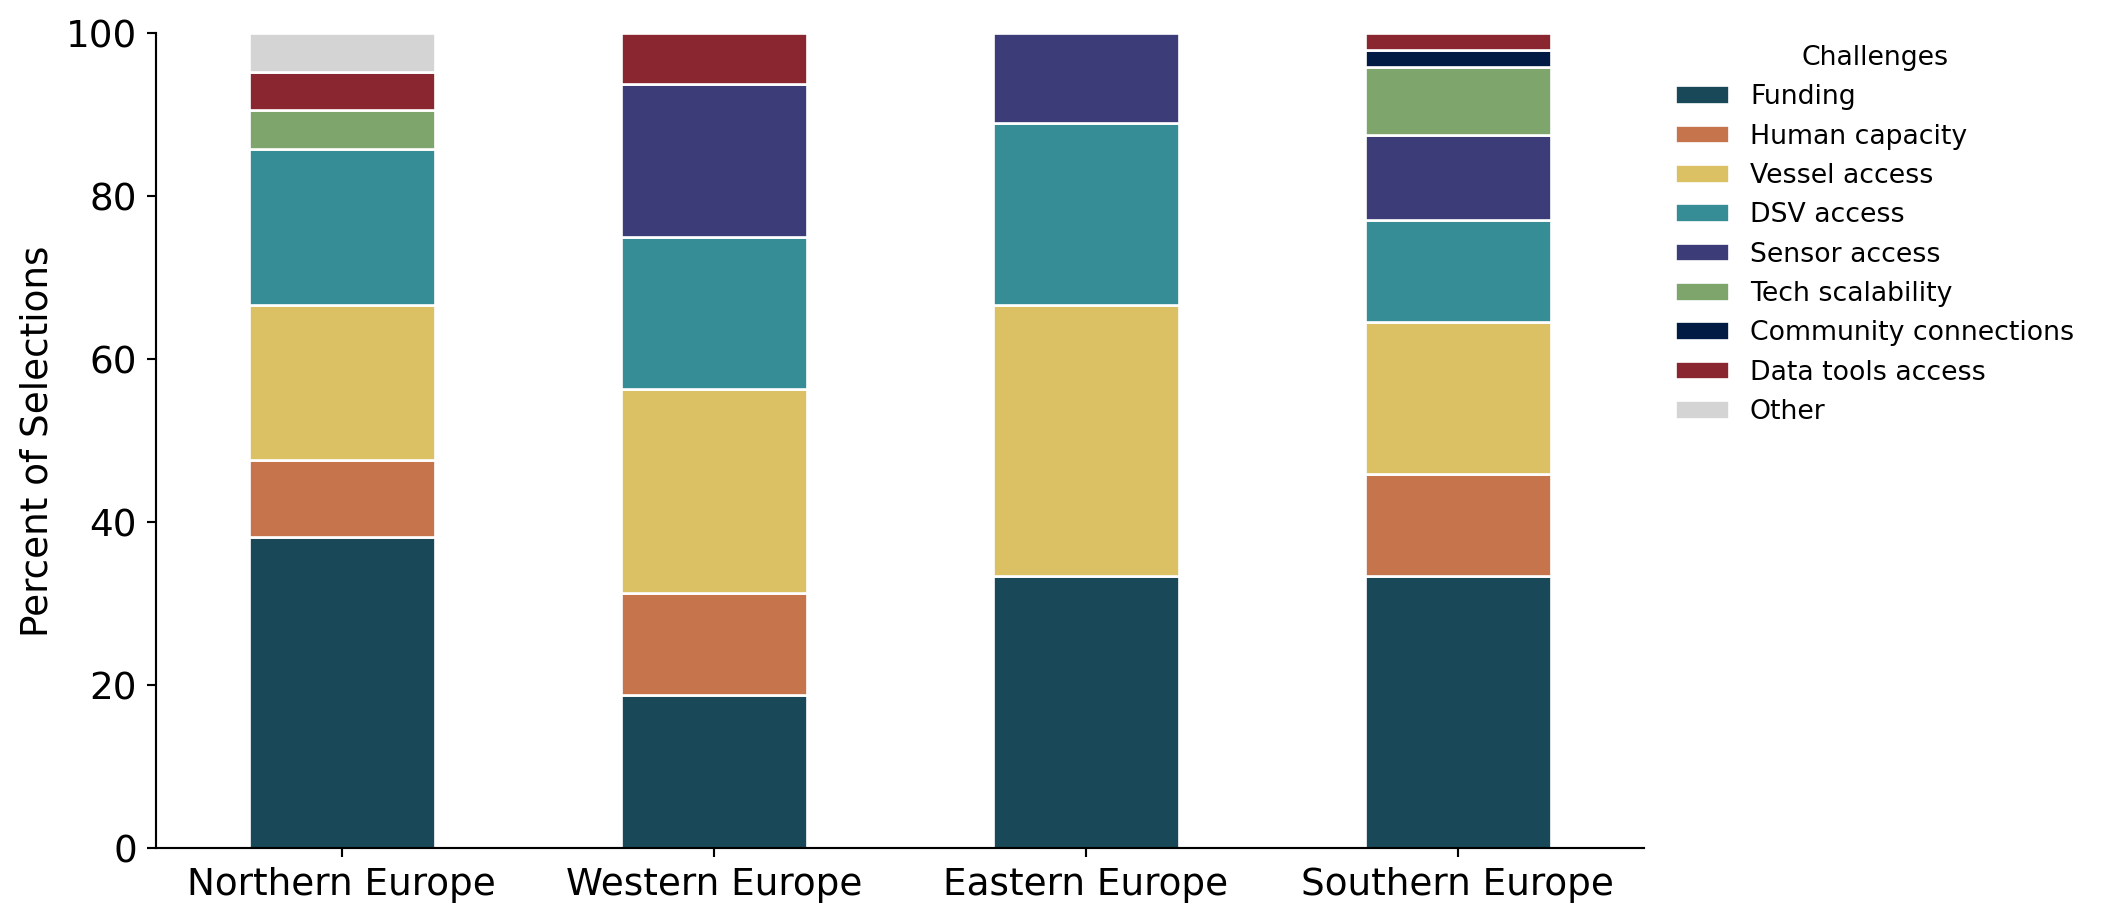 100
80
60
40
20
0
Percent of Selections
Northern Europe
Western Europe
Eastern Europe
Southern Europe
Challenges
Funding
Human capacity
Vessel access
DSV access
Sensor access
Tech scalability
Community connections
Data tools access
Other